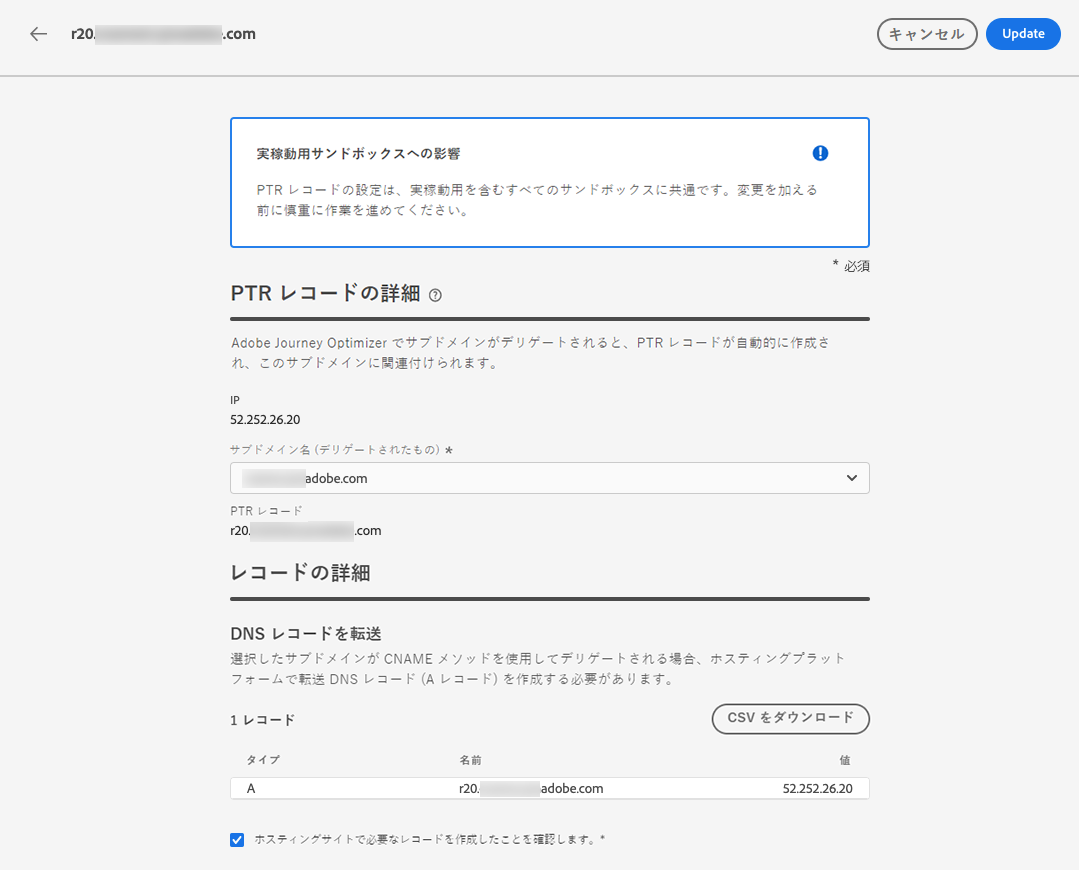 r20. .com
キャンセル
Update
実稼動用サンドボックスへの影響
PTR レコードの設定は、実稼動用を含むすべてのサンドボックスに共通です。変更を加える
前に慎重に作業を進めてください。
* 必須
PTR レコードの詳細
Adobe Journey Optimizer でサブドメインがデリゲートされると、PTR レコードが自動的に作成さ
れ、このサブドメインに関連付けられます。
IP
52.252.26.20
サブドメイン名 (デリゲートされたもの) *
adobe.com
PTR レコード
r20. .com
レコードの詳細
DNS レコードを転送
選択したサブドメインが CNAME メソッドを使用してデリゲートされる場合、ホスティングプラット
フォームで転送 DNS レコード (A レコード) を作成する必要があります。
1 レコード
CSV をダウンロード
タイプ 名前 値
A r20. adobe.com 52.252.26.20
ホスティングサイトで必要なレコードを作成したことを確認します。*